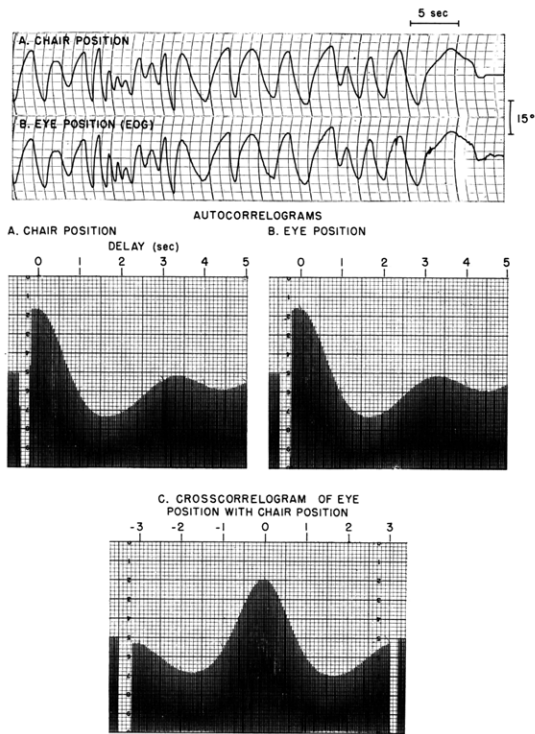 5 sec
A. CHAIR POSITION
15°
B. EYE POSITION (EOG)
AUTOCORRELOGRAMS
A. CHAIR POSITION
B. EYE POSITION
DELAY (sec)
0 1 2 3 4 5
0 1 2 3 4 5
C. CROSSCORRELOGRAM OF EYE
POSITION WITH CHAIR POSITION
-3 -2 -1 0 1 2 3